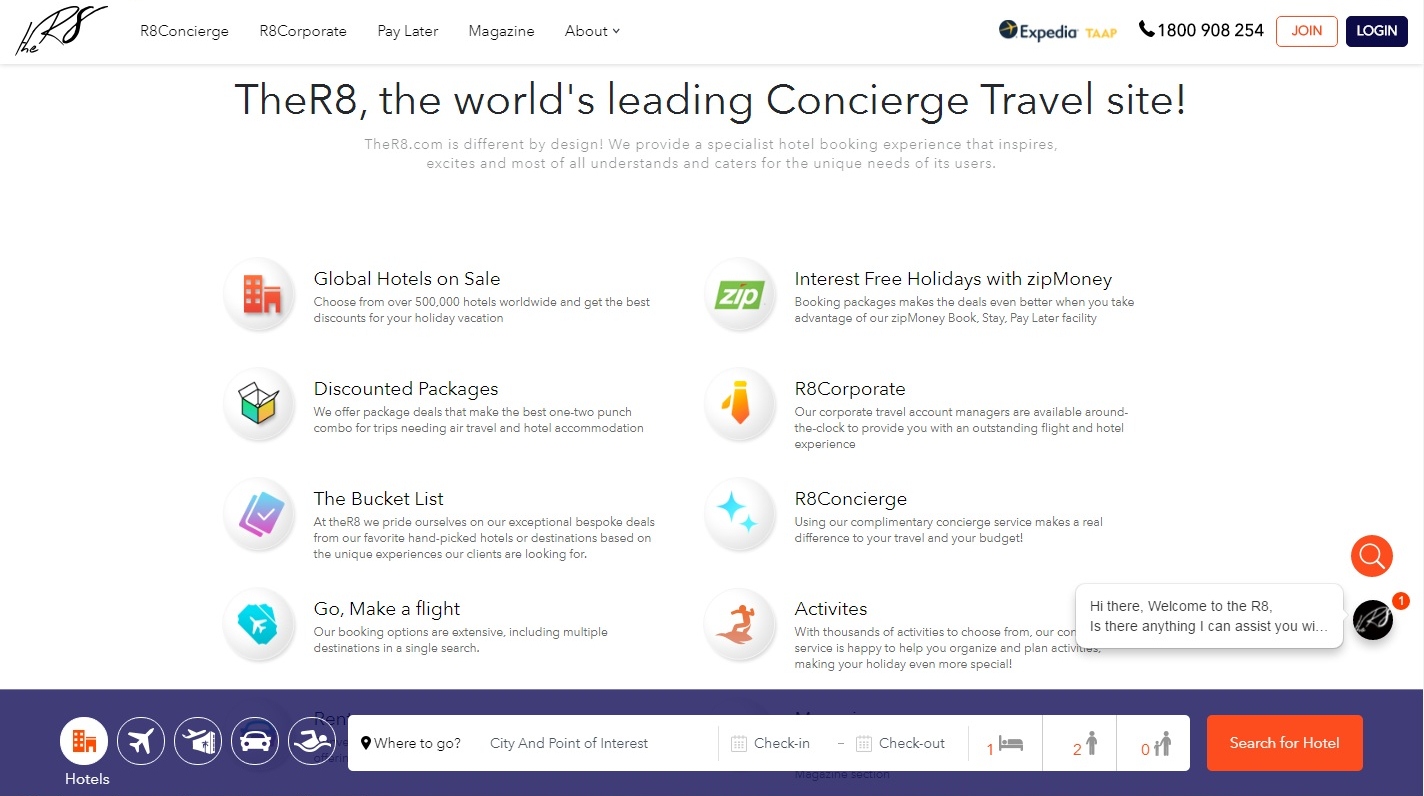 the R8
R8Concierge
R8Corporate
Pay Later
Magazine
About
Expedia TAAP
1800 908 254
JOIN
LOGIN
TheR8, the world's leading Concierge Travel site!
TheR8.com is different by design! We provide a specialist hotel booking experience that inspires,
excites and most of all understands and caters for the unique needs of its users.
Global Hotels on Sale
Choose from over 500,000 hotels worldwide and get the best
discounts for your holiday vacation
zip
Interest Free Holidays with zipMoney
Booking packages makes the deals even better when you take
advantage of our zipMoney Book, Stay, Pay Later facility
Discounted Packages
We offer package deals that make the best one-two punch
combo for trips needing air travel and hotel accommodation
R8Corporate
Our corporate travel account managers are available around-
the-clock to provide you with an outstanding flight and hotel
experience
The Bucket List
At theR8 we pride ourselves on our exceptional bespoke deals
from our favorite hand-picked hotels or destinations based on
the unique experiences our clients are looking for.
R8Concierge
Using our complimentary concierge service makes a real
difference to your travel and your budget!
Go, Make a flight
Our booking options are extensive, including multiple
destinations in a single search.
Activites
With thousands of activities to choose from, our con
service is happy to help you organize and plan activities,
making your holiday even more special!
Hi there, Welcome to the R8,
Is there anything I can assist you wi...
1
the R8
Hotels
Where to go?
City And Point of Interest
Check-in
–
Check-out
1
2
0
Search for Hotel
Magazine section